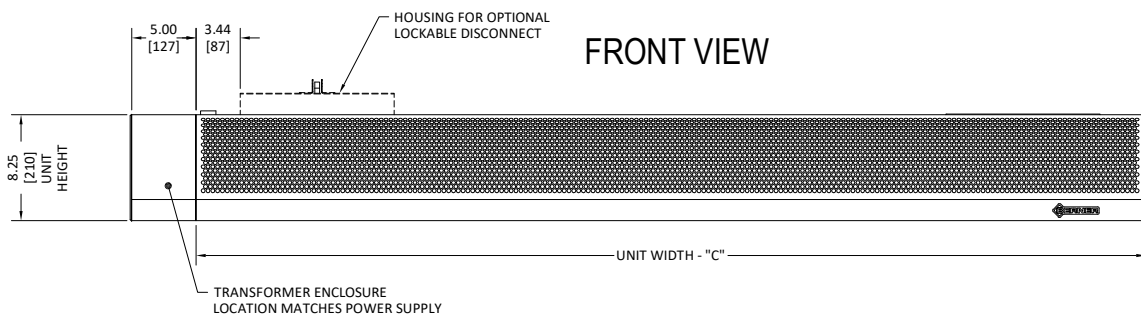 HOUSING FOR OPTIONAL
LOCKABLE DISCONNECT
5.00
[127]
3.44
[87]
FRONT VIEW
8.25
[210]
UNIT
HEIGHT
BERNER
UNIT WIDTH - "C"
TRANSFORMER ENCLOSURE
LOCATION MATCHES POWER SUPPLY